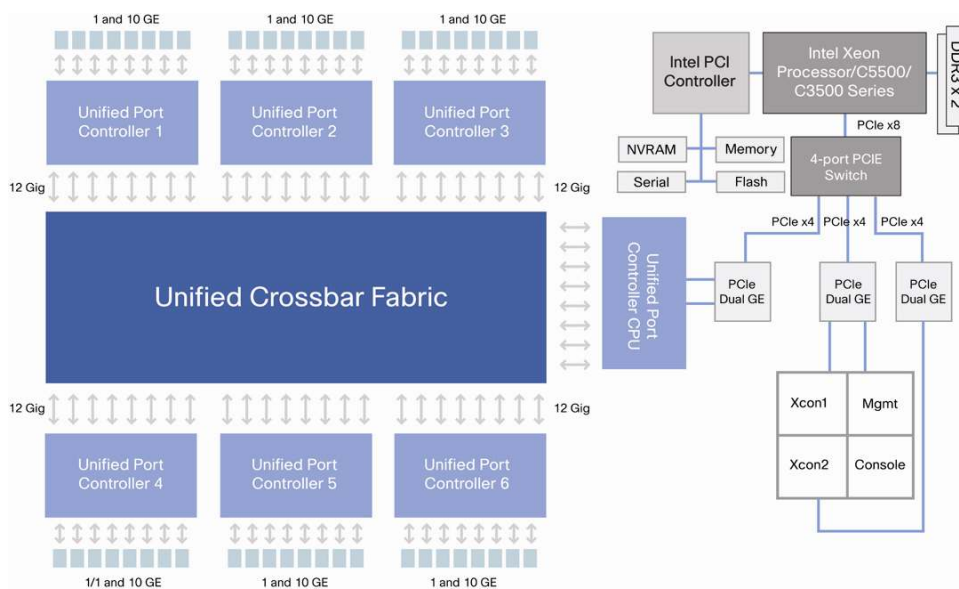 1 and 10 GE
1 and 10 GE
1 and 10 GE
Unified Port
Controller 1
Unified Port
Controller 2
Unified Port
Controller 3
12 Gig
12 Gig
Unified Crossbar Fabric
12 Gig
12 Gig
Unified Port
Controller 4
Unified Port
Controller 5
Unified Port
Controller 6
1/1 and 10 GE
1 and 10 GE
1 and 10 GE
Unified Port
Controller CPU
Intel PCI
Controller
Intel Xeon
Processor/C5500/
C3500 Series
DDR3 x 2
PCIe x8
NVRAM
Memory
Serial
Flash
4-port PCIE
Switch
PCIe x4
PCIe x4
PCIe x4
PCIe
Dual GE
PCIe
Dual GE
PCIe
Dual GE
Xcon1
Mgmt
Xcon2
Console